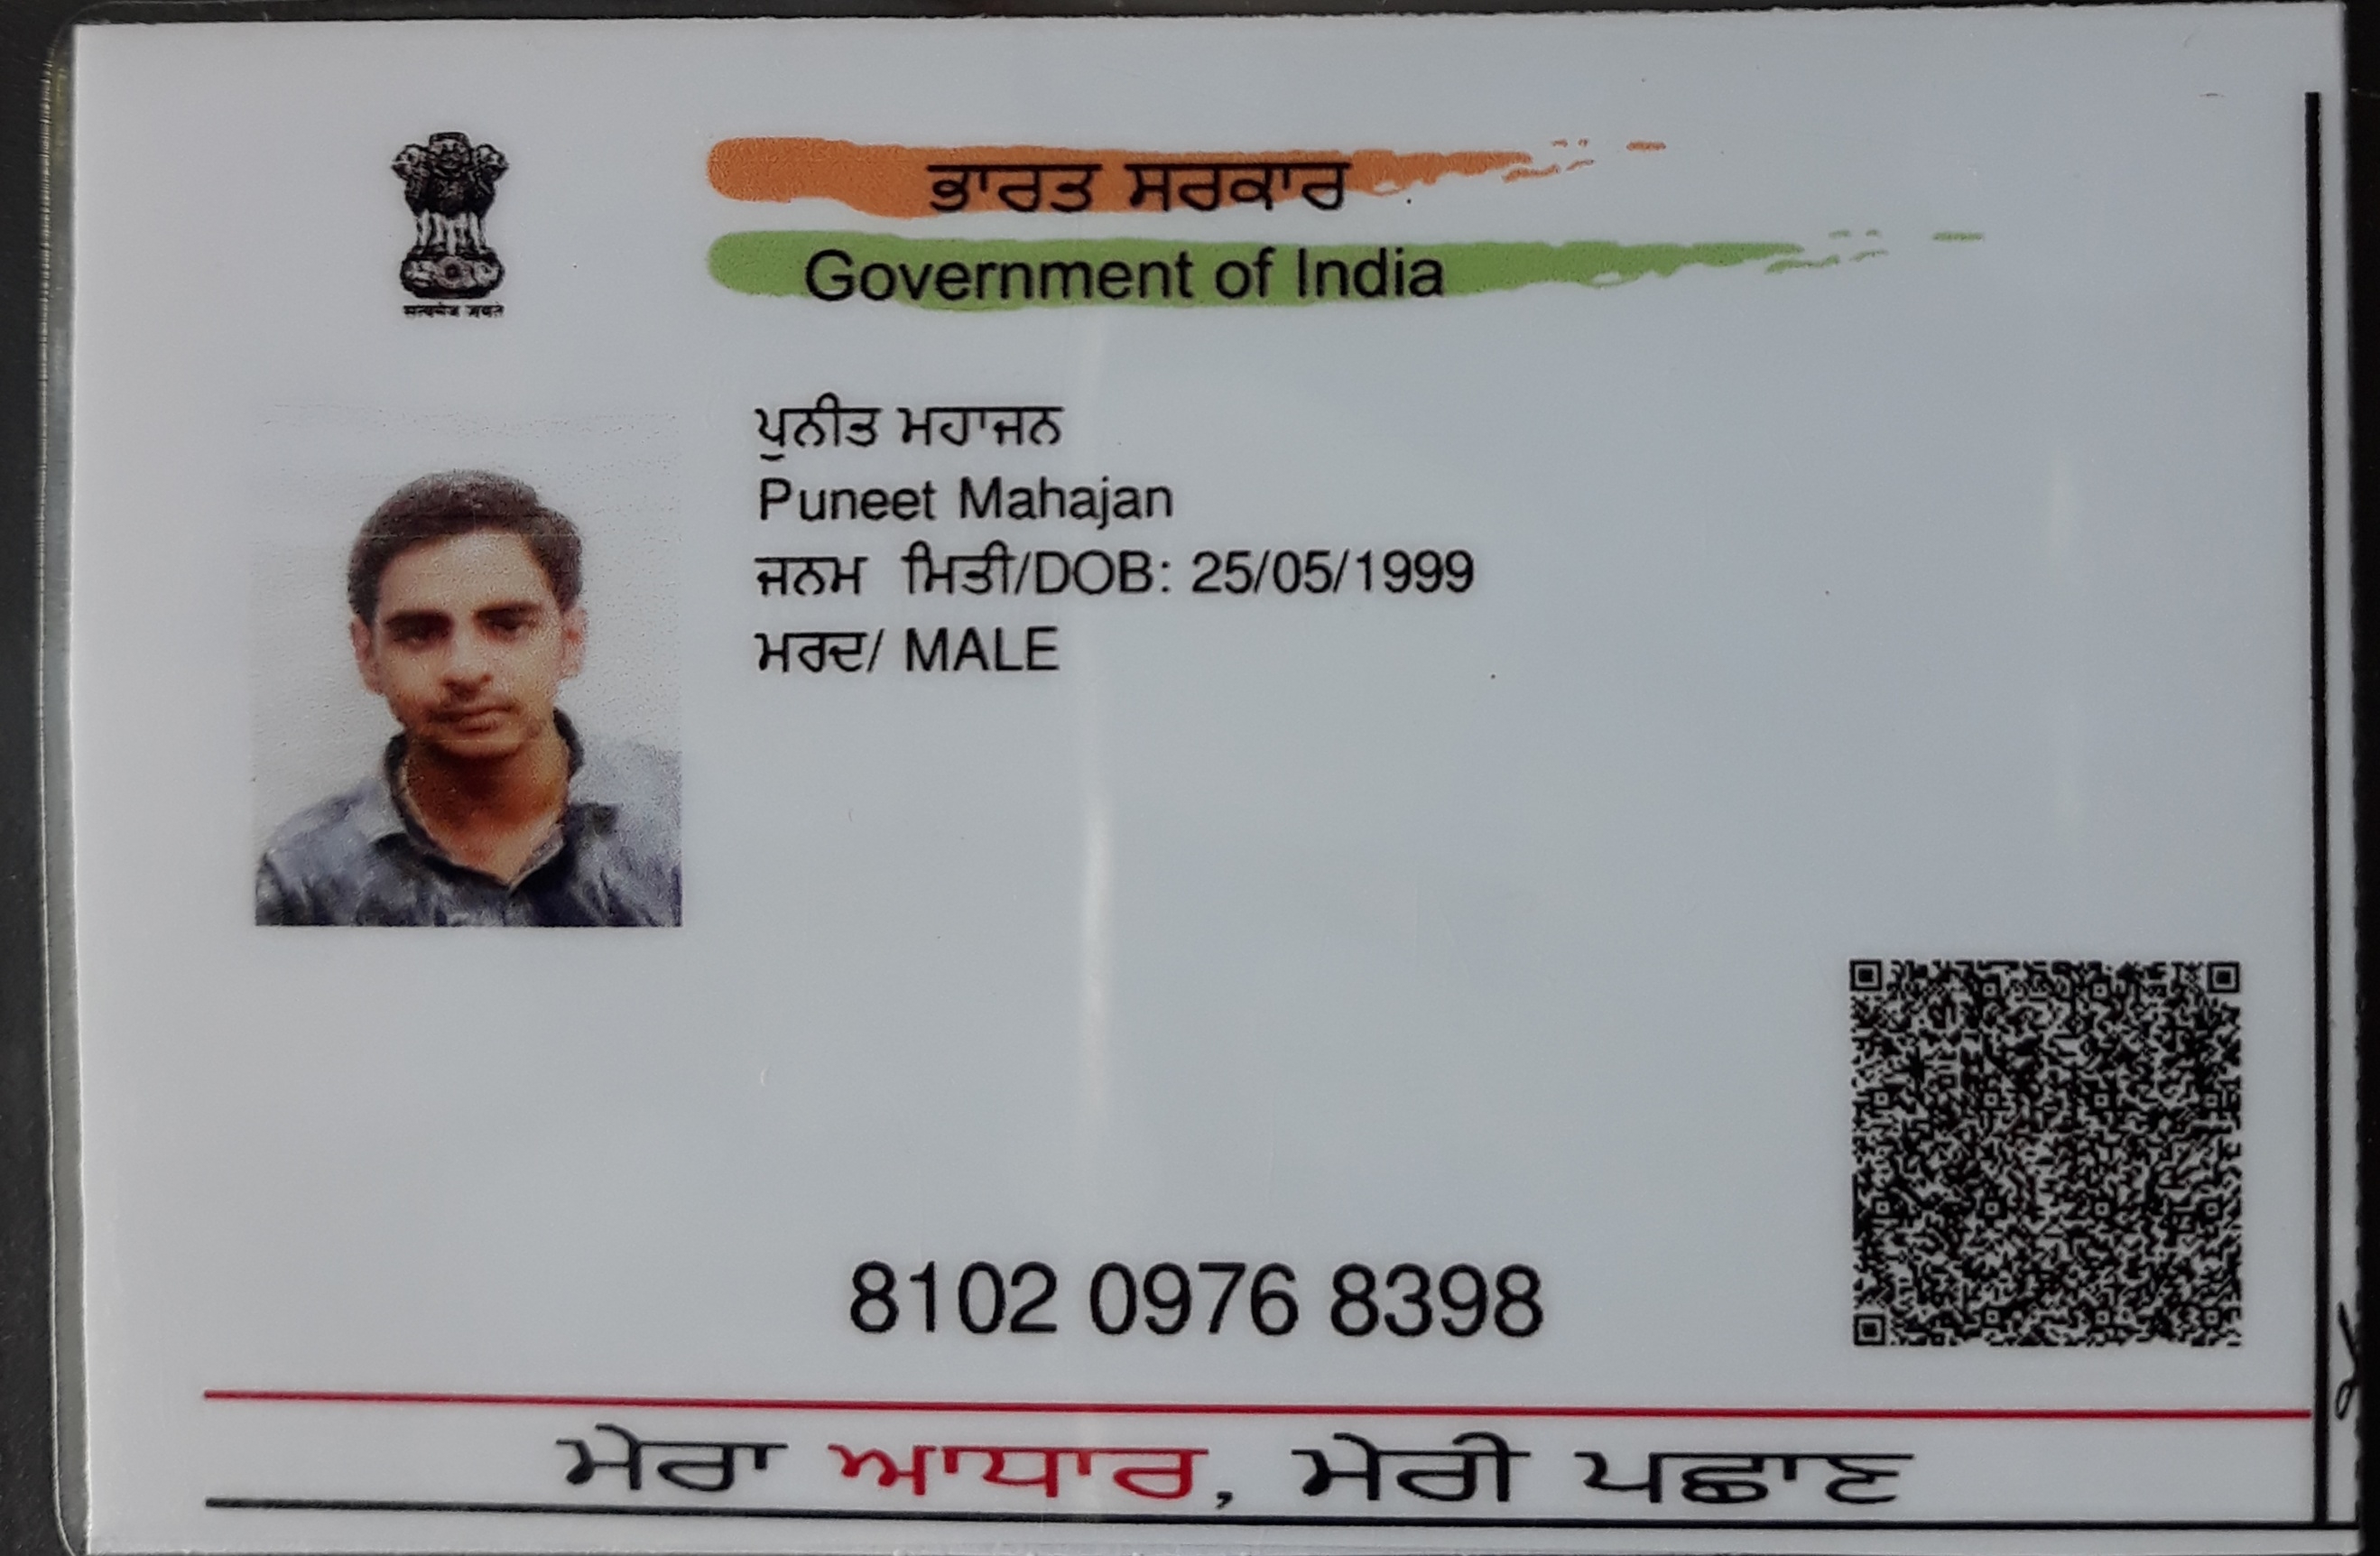 ਭਾਰਤ ਸਰਕਾਰ
Government of India
सत्यमेव जयते
ਪੁਨੀਤ ਮਹਾਜਨ
Puneet Mahajan
ਜਨਮ ਮਿਤੀ/DOB: 25/05/1999
ਮਰਦ/ MALE
8102 0976 8398
ਮੇਰਾ ਆਧਾਰ, ਮੇਰੀ ਪਛਾਣ